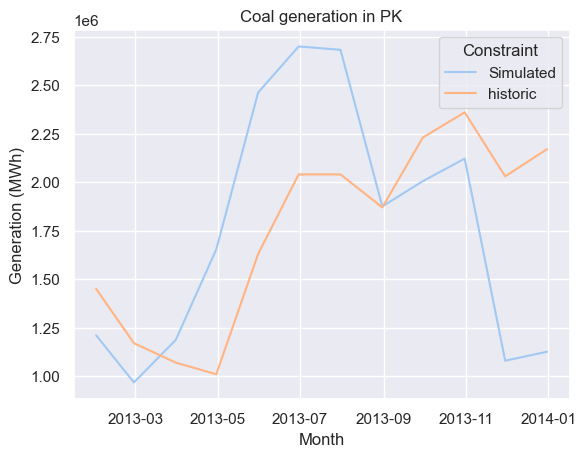 Coal generation in PK
1e6
2.75
2.50
2.25
2.00
1.75
1.50
1.25
1.00
Generation (MWh)
Constraint
Simulated
historic
2013-03 2013-05 2013-07 2013-09 2013-11 2014-01
Month